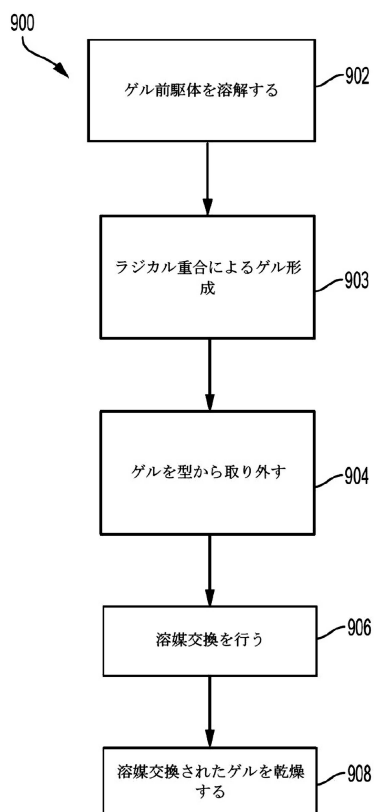 900
ゲル前駆体を溶解する
902
ラジカル重合によるゲル形
成
903
ゲルを型から取り外す
904
溶媒交換を行う
906
溶媒交換されたゲルを乾燥
する
908